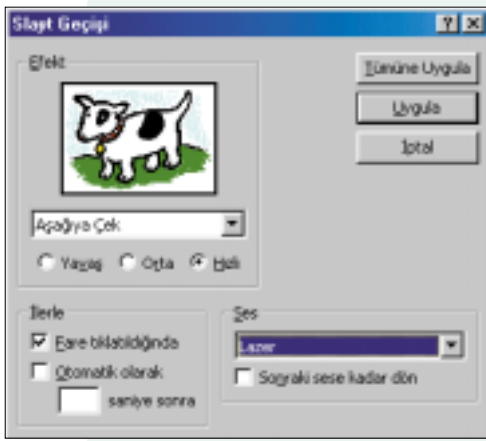 Slayt Geçişi
Efekt
Tümüne Uygula
Uygula
İptal
Aşağıya Çek
Yavaş Orta Hızlı
İlerle
Fare tıklatıldığında
Otomatik olarak
saniye sonra
Ses
Lazer
Sonraki sese kadar dön